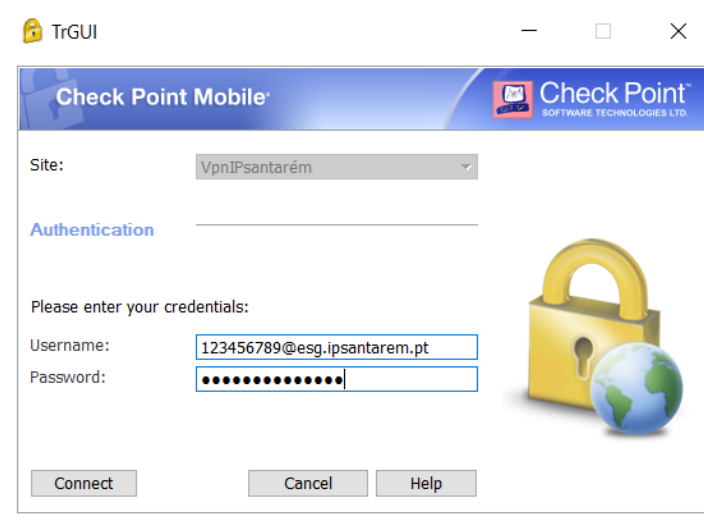 TrGUI
Check Point Mobile
Check Point™
SOFTWARE TECHNOLOGIES LTD.
Site:
VpnIPsantarém
Authentication
Please enter your credentials:
Username:
123456789@esg.ipsantarem.pt
Password:
●●●●●●●●●●●●●●
Connect
Cancel
Help